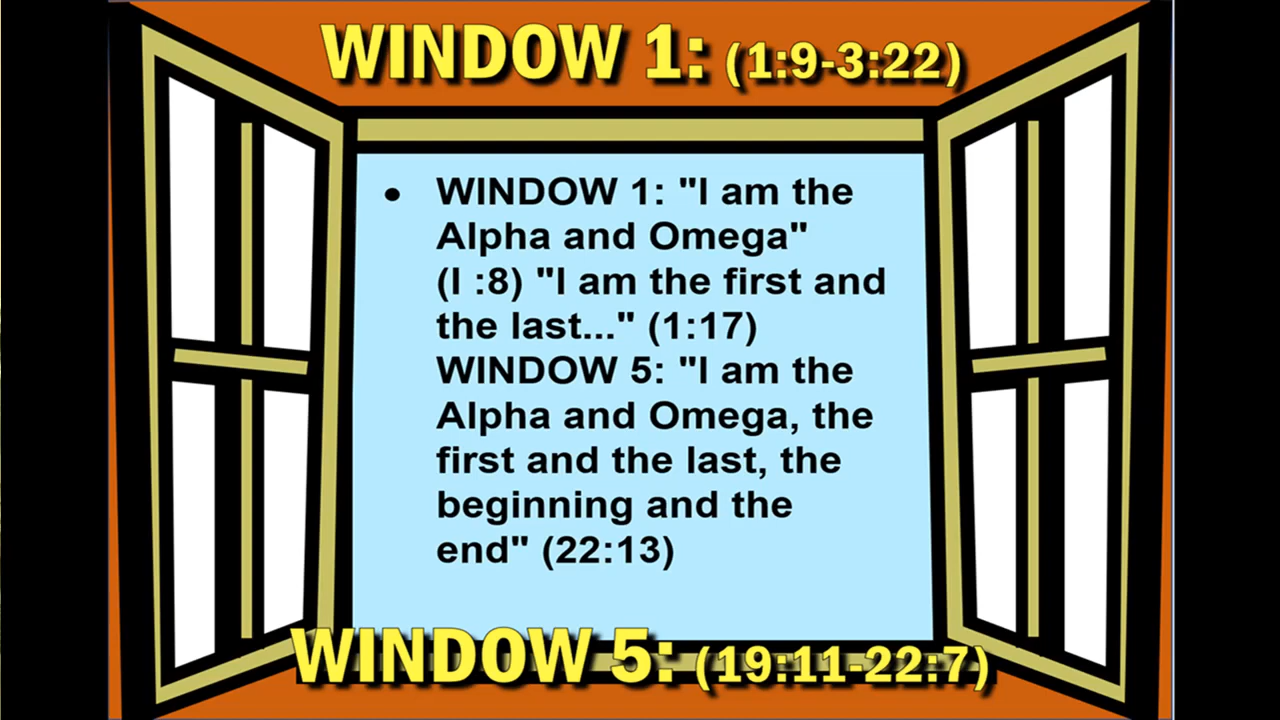 WINDOW 1: (1:9-3:22)
• WINDOW 1: "I am the
Alpha and Omega"
(I :8) "I am the first and
the last..." (1:17)
WINDOW 5: "I am the
Alpha and Omega, the
first and the last, the
beginning and the
end" (22:13)
WINDOW 5: (19:11-22:7)